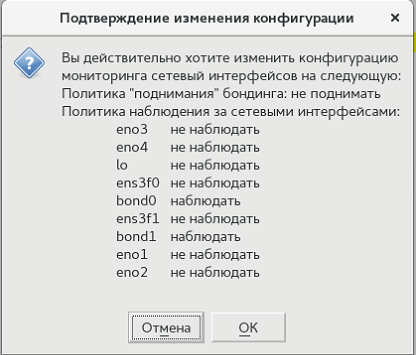 Подтверждение изменения конфигурации
Вы действительно хотите изменить конфигурацию
мониторинга сетевый интерфейсов на следующую:
Политика "поднимания" бондинга: не поднимать
Политика наблюдения за сетевыми интерфейсами:
eno3 не наблюдать
eno4 не наблюдать
lo не наблюдать
ens3f0 не наблюдать
bond0 наблюдать
ens3f1 не наблюдать
bond1 наблюдать
eno1 не наблюдать
eno2 не наблюдать
Отмена OK